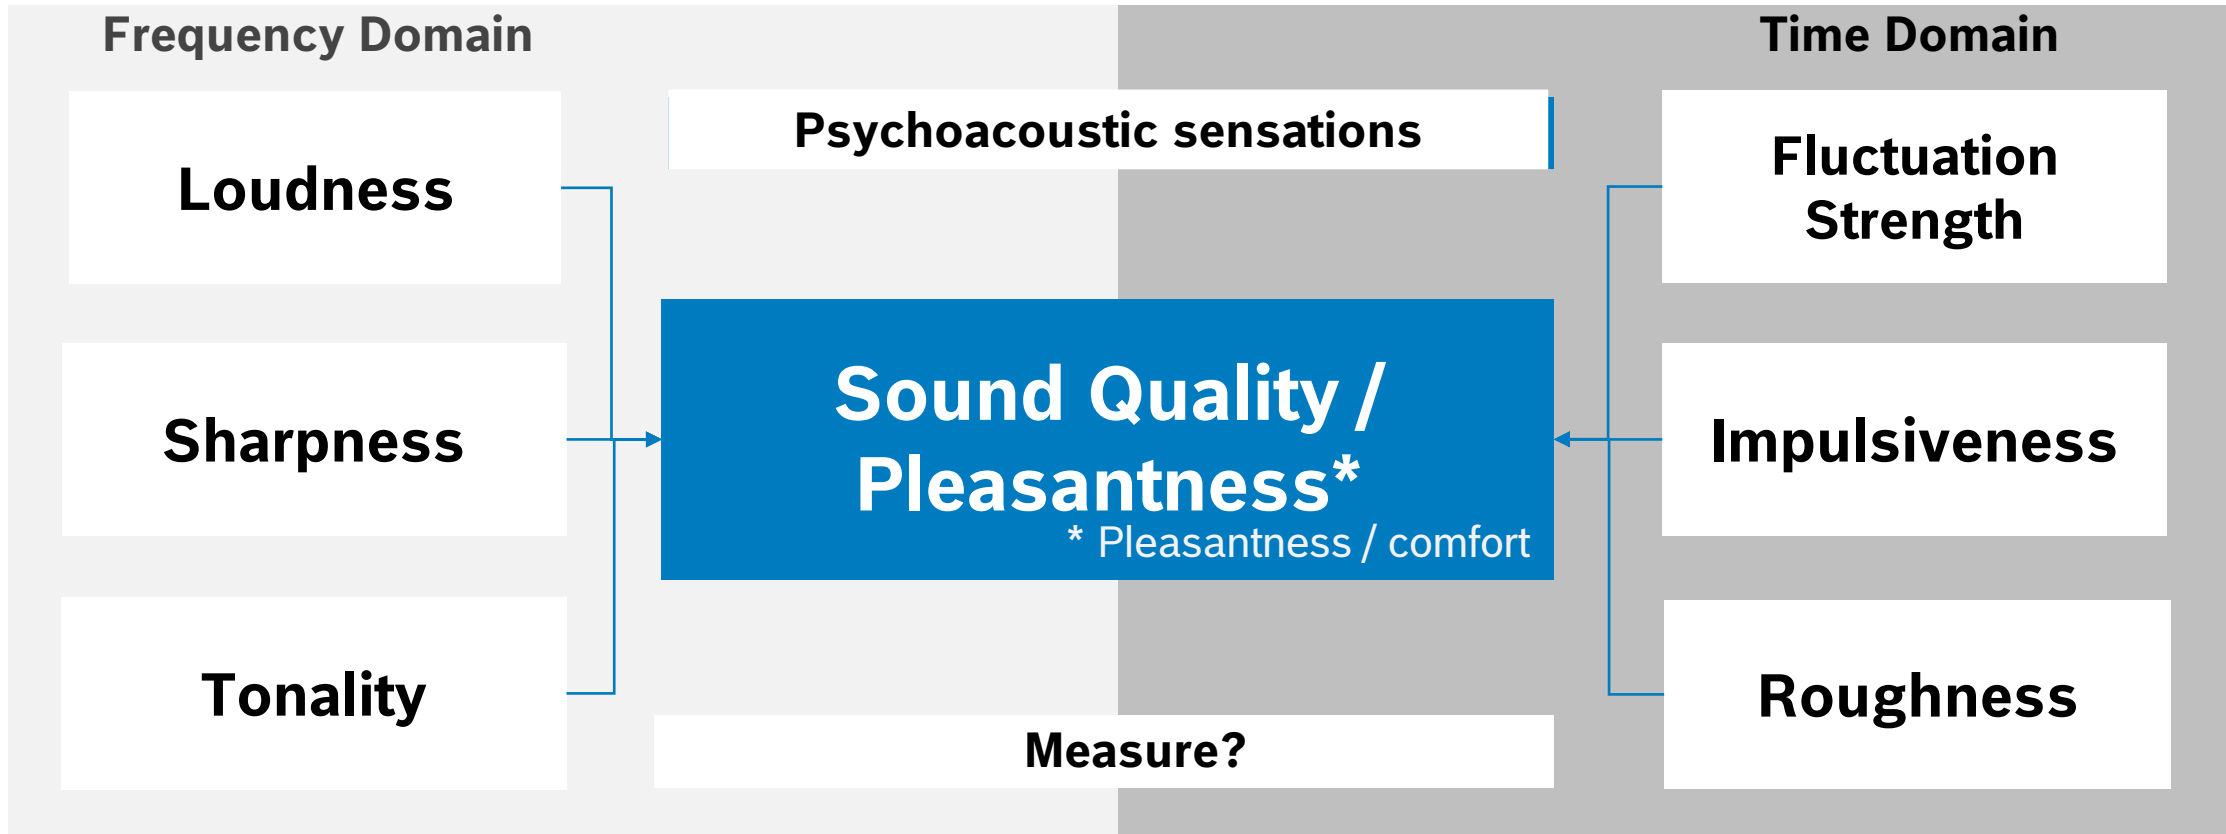 Frequency Domain
Time Domain
Psychoacoustic sensations
Loudness
Fluctuation
Strength
Sound Quality /
Pleasantness*
* Pleasantness / comfort
Sharpness
Impulsiveness
Tonality
Roughness
Measure?